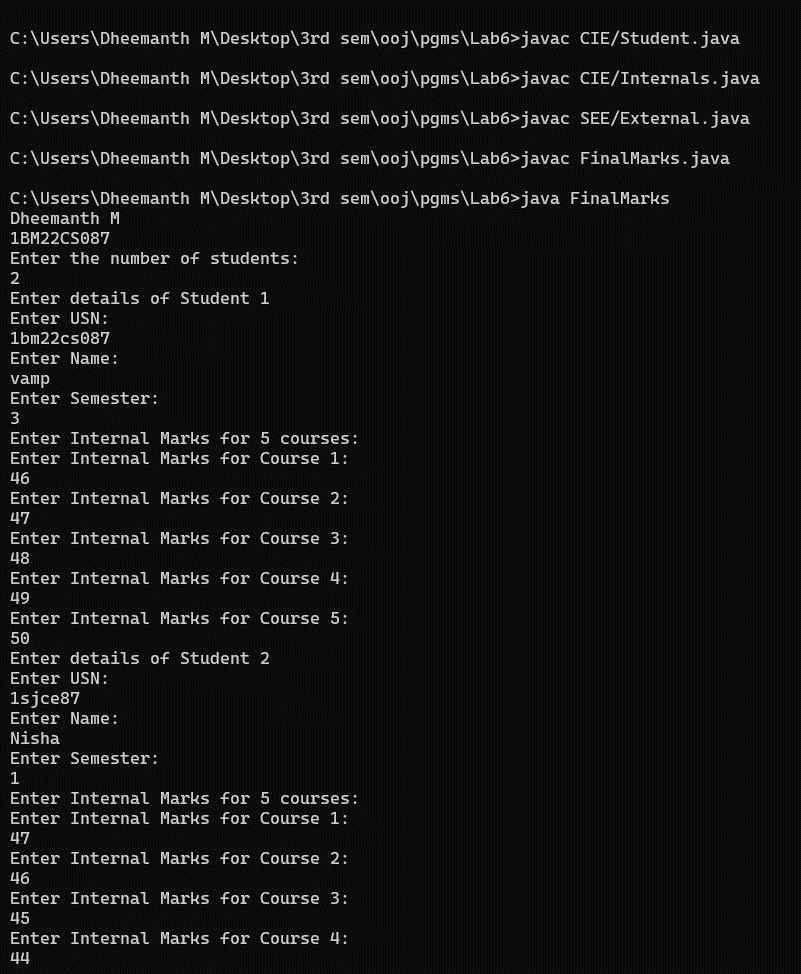 C:\Users\Dheemanth M\Desktop\3rd sem\ooj\pgms\Lab6>javac CIE/Student.java
C:\Users\Dheemanth M\Desktop\3rd sem\ooj\pgms\Lab6>javac CIE/Internals.java
C:\Users\Dheemanth M\Desktop\3rd sem\ooj\pgms\Lab6>javac SEE/External.java
C:\Users\Dheemanth M\Desktop\3rd sem\ooj\pgms\Lab6>javac FinalMarks.java
C:\Users\Dheemanth M\Desktop\3rd sem\ooj\pgms\Lab6>java FinalMarks
Dheemanth M
1BM22CS087
Enter the number of students:
2
Enter details of Student 1
Enter USN:
1bm22cs087
Enter Name:
vamp
Enter Semester:
3
Enter Internal Marks for 5 courses:
Enter Internal Marks for Course 1:
46
Enter Internal Marks for Course 2:
47
Enter Internal Marks for Course 3:
48
Enter Internal Marks for Course 4:
49
Enter Internal Marks for Course 5:
50
Enter details of Student 2
Enter USN:
1sjce87
Enter Name:
Nisha
Enter Semester:
1
Enter Internal Marks for 5 courses:
Enter Internal Marks for Course 1:
47
Enter Internal Marks for Course 2:
46
Enter Internal Marks for Course 3:
45
Enter Internal Marks for Course 4:
44